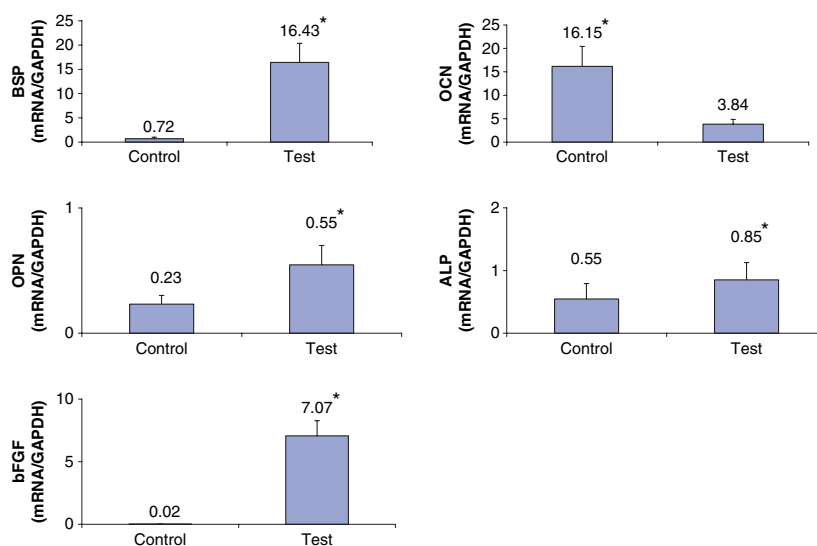 BSP
(mRNA/GAPDH)
25
20
15
10
5
0
0.72
16.43*
Control Test
OCN
(mRNA/GAPDH)
25
20
15
10
5
0
16.15*
3.84
Control Test
OPN
(mRNA/GAPDH)
1
0
0.23
0.55*
Control Test
ALP
(mRNA/GAPDH)
2
1
0
0.55
0.85*
Control Test
bFGF
(mRNA/GAPDH)
10
5
0
0.02
7.07*
Control Test